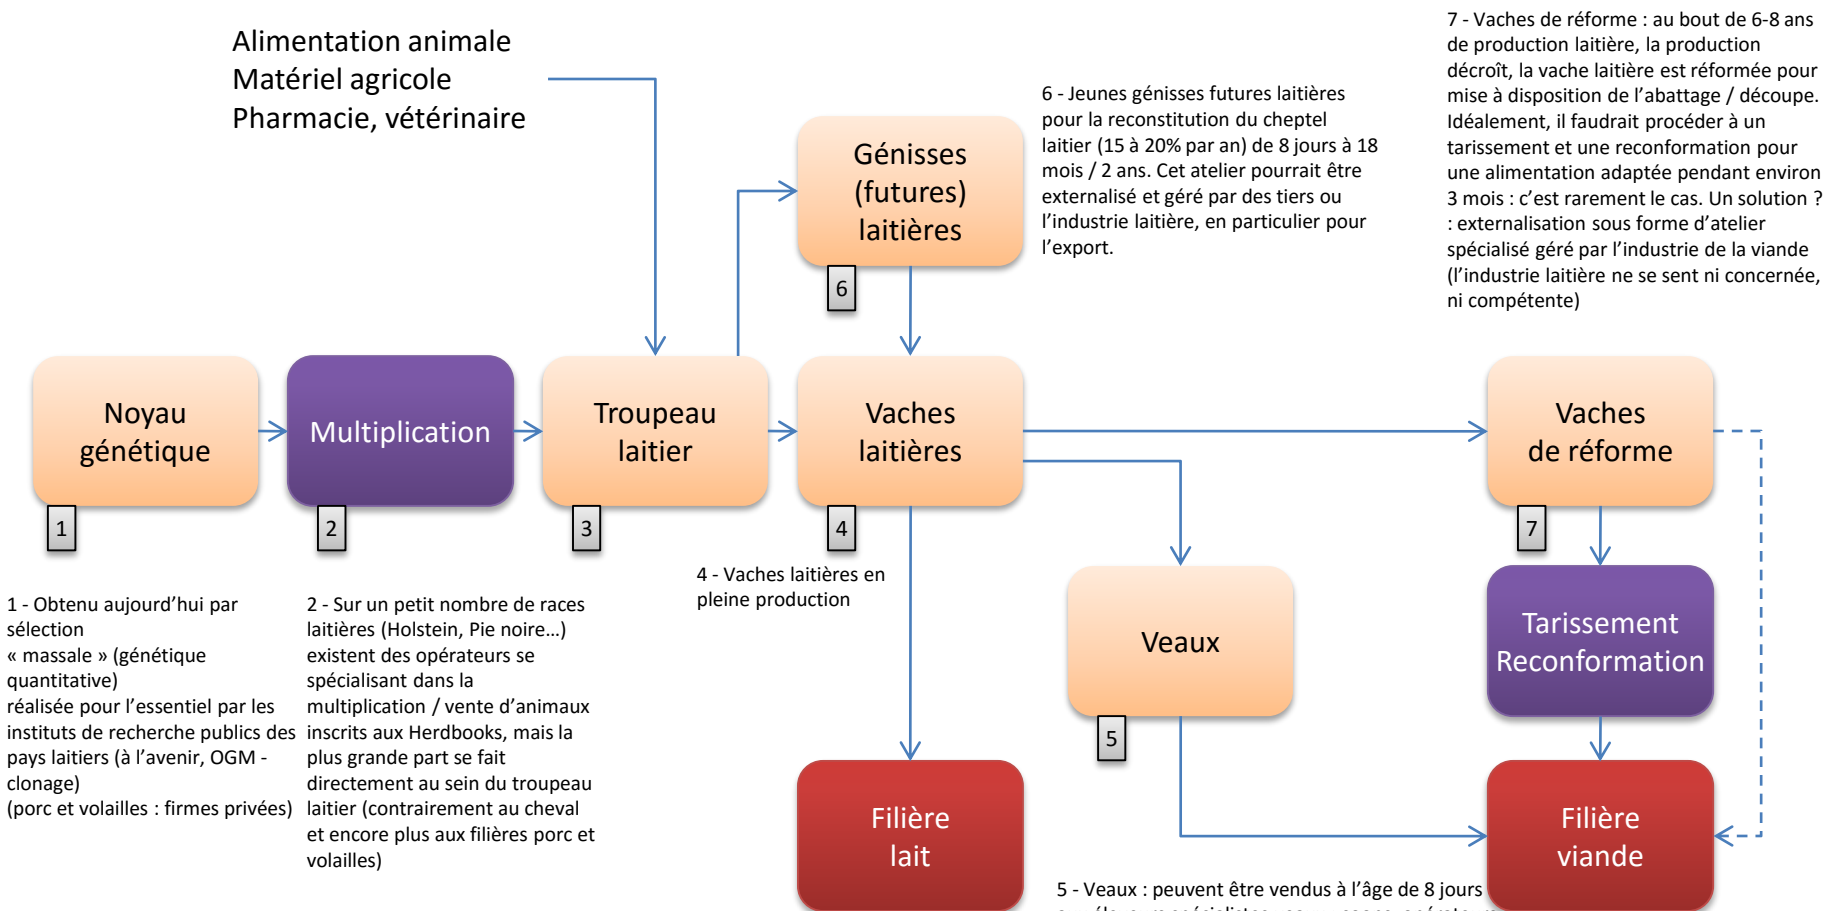 Alimentation animale
Matériel agricole
Pharmacie, vétérinaire
7 - Vaches de réforme : au bout de 6-8 ans
de production laitière, la production
décroît, la vache laitière est réformée pour
mise à disposition de l’abattage / découpe.
Idéalement, il faudrait procéder à un
tarissement et une reconformation pour
une alimentation adaptée pendant environ
3 mois : c’est rarement le cas. Un solution ?
: externalisation sous forme d’atelier
spécialisé géré par l’industrie de la viande
(l’industrie laitière ne se sent ni concernée,
ni compétente)
6 - Jeunes génisses futures laitières
pour la reconstitution du cheptel
laitier (15 à 20% par an) de 8 jours à 18
mois / 2 ans. Cet atelier pourrait être
externalisé et géré par des tiers ou
l’industrie laitière, en particulier pour
l’export.
Génisses
(futures)
laitières
6
Noyau
génétique
1
Multiplication
2
Troupeau
laitier
3
Vaches
laitières
4
Vaches
de réforme
7
1 - Obtenu aujourd’hui par
sélection
« massale » (génétique
quantitative)
réalisée pour l’essentiel par les
instituts de recherche publics des
pays laitiers (à l’avenir, OGM -
clonage)
(porc et volailles : firmes privées)
2 - Sur un petit nombre de races
laitières (Holstein, Pie noire…)
existent des opérateurs se
spécialisant dans la
multiplication / vente d’animaux
inscrits aux Herdbooks, mais la
plus grande part se fait
directement au sein du troupeau
laitier (contrairement au cheval
et encore plus aux filières porc et
volailles)
4 - Vaches laitières en
pleine production
Veaux
5
Tarissement
Reconformation
Filière
lait
Filière
viande
5 - Veaux : peuvent être vendus à l’âge de 8 jours